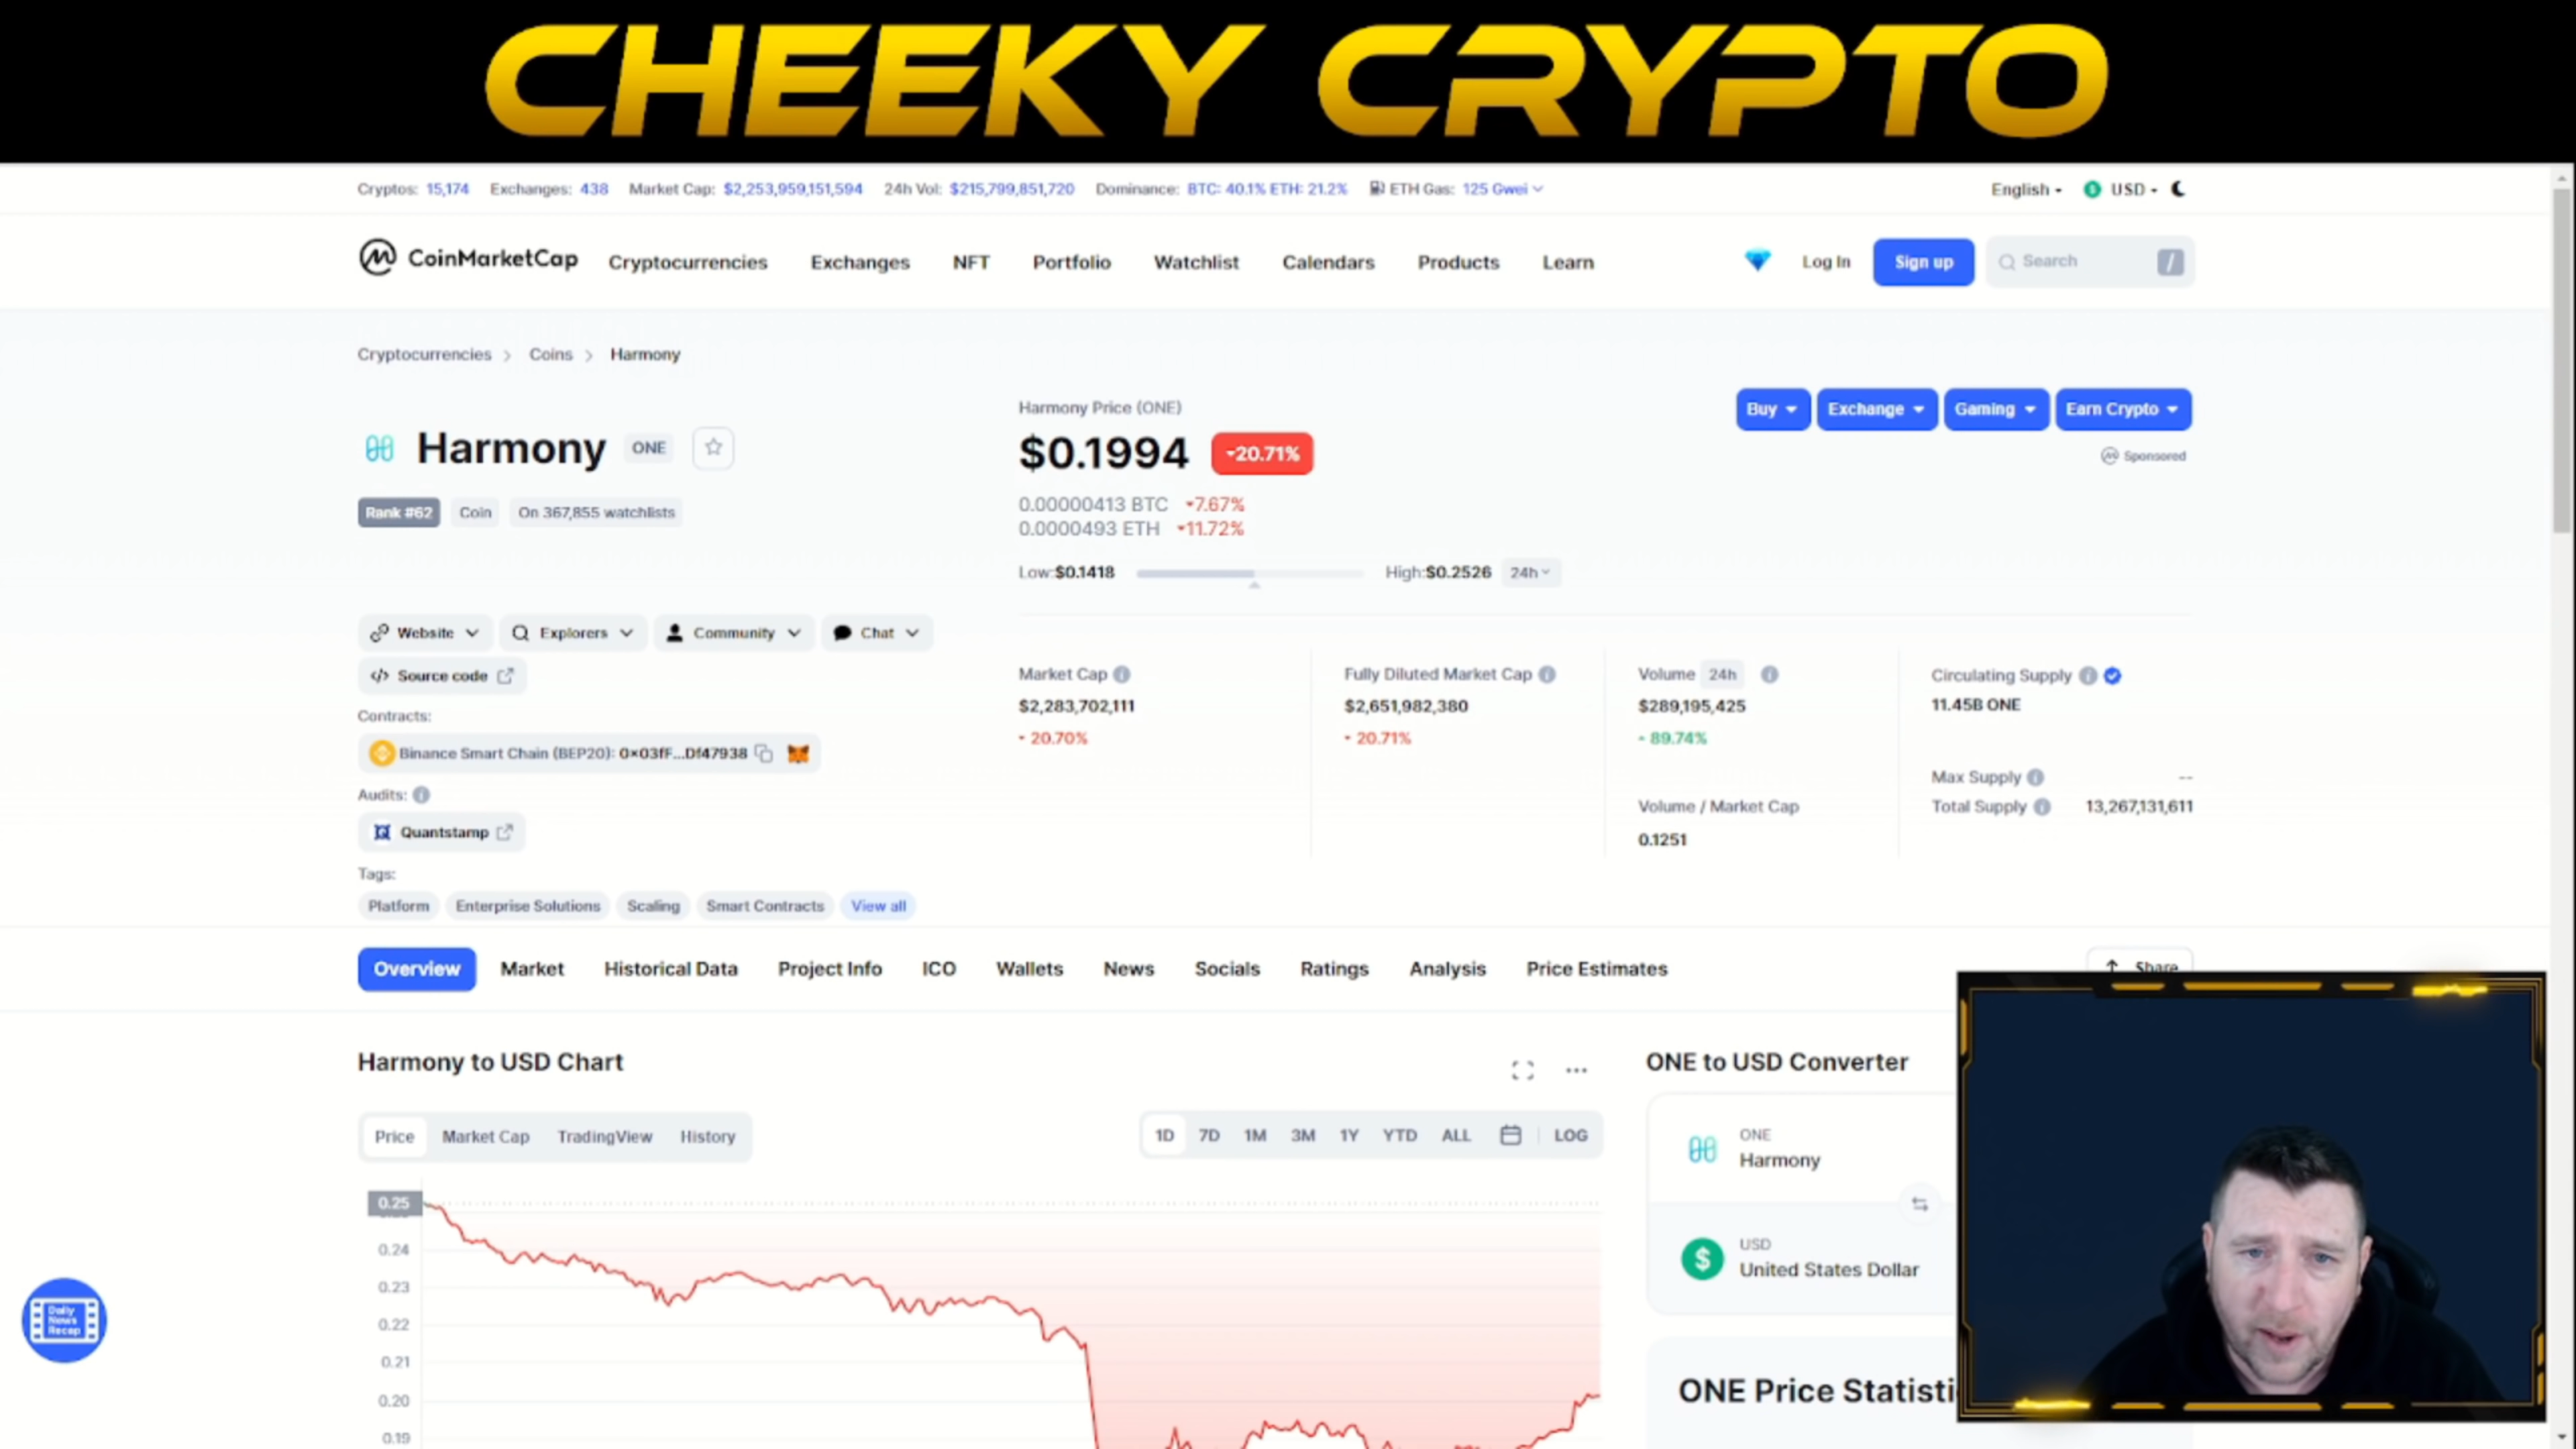 CHEEKY CRYPTO
Cryptos: 15,174 Exchanges: 438 Market Cap: $2,253,959,151,594 24h Vol: $215,799,851,720 Dominance: BTC: 40.1% ETH: 21.2% ETH Gas: 125 Gwei English USD
CoinMarketCap Cryptocurrencies Exchanges NFT Portfolio Watchlist Calendars Products Learn Log In Sign up Search /
Cryptocurrencies > Coins > Harmony
Harmony Price (ONE)
Buy Exchange Gaming Earn Crypto
Harmony ONE
$0.1994 20.71%
Sponsored
Rank #62 Coin On 367,855 watchlists
0.00000413 BTC 7.67%
0.0000493 ETH 11.72%
Low:$0.1418 High:$0.2526 24h
Website Explorers Community Chat
Source code
Market Cap
$2,283,702,111
20.70%
Fully Diluted Market Cap
$2,651,982,380
20.71%
Volume 24h
$289,195,425
89.74%
Volume / Market Cap
0.1251
Circulating Supply
11.45B ONE
Max Supply --
Total Supply 13,267,131,611
Contracts:
Binance Smart Chain (BEP20): 0x03fF...Df47938
Audits:
Quantstamp
Tags:
Platform Enterprise Solutions Scaling Smart Contracts View all
Overview Market Historical Data Project Info ICO Wallets News Socials Ratings Analysis Price Estimates Share
Harmony to USD Chart
Price Market Cap TradingView History
1D 7D 1M 3M 1Y YTD ALL LOG
0.25
0.24
0.23
0.22
0.21
0.20
0.19
ONE to USD Converter
ONE
Harmony
USD
$ United States Dollar
ONE Price Statisti
Daily
News
Recap